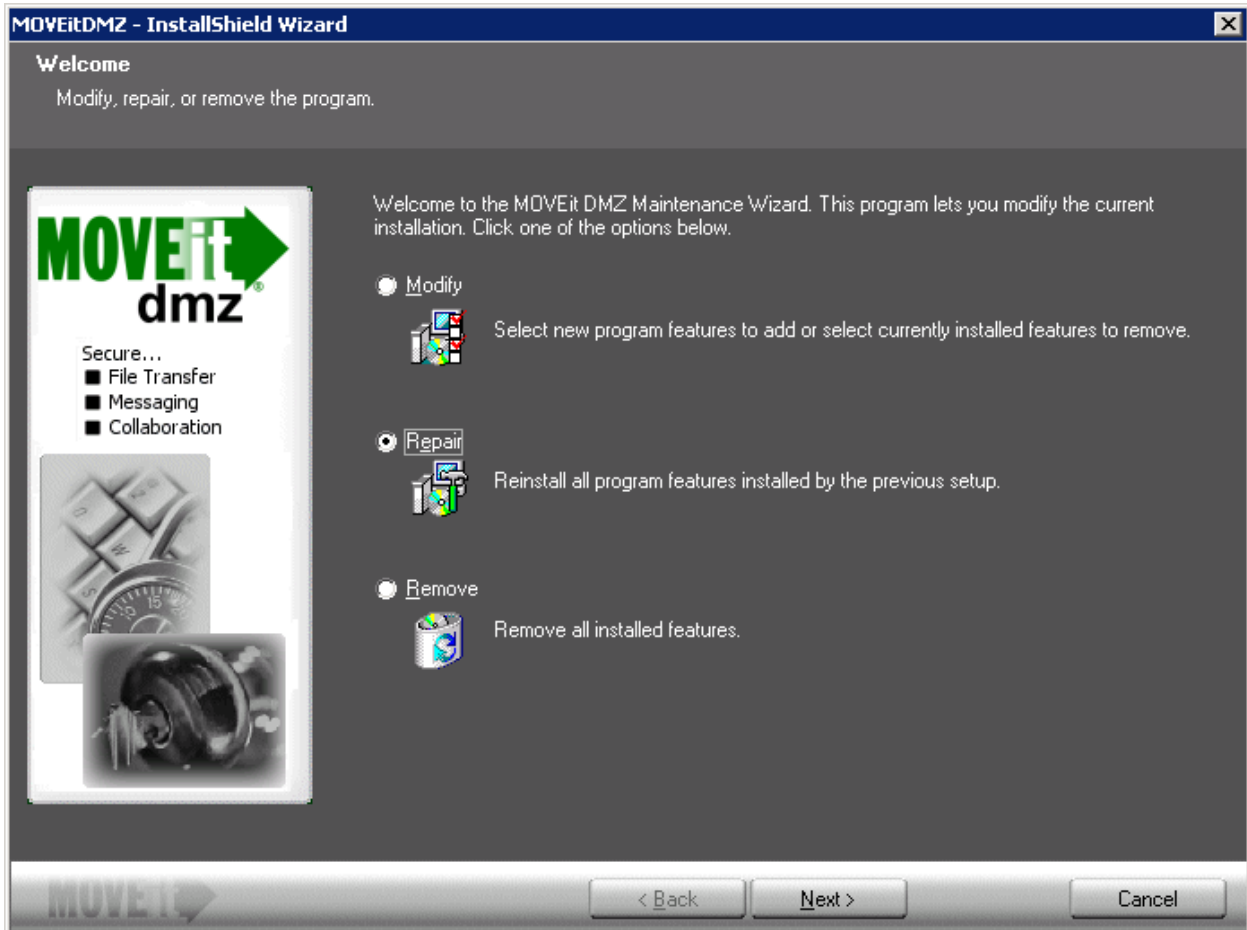 MOVEitDMZ - InstallShield Wizard
Welcome
Modify, repair, or remove the program.
MOVEit
dmz®
Secure...
■ File Transfer
■ Messaging
■ Collaboration
Welcome to the MOVEit DMZ Maintenance Wizard. This program lets you modify the current
installation. Click one of the options below.
Modify
Select new program features to add or select currently installed features to remove.
Repair
Reinstall all program features installed by the previous setup.
Remove
Remove all installed features.
MOVEit
< Back
Next >
Cancel